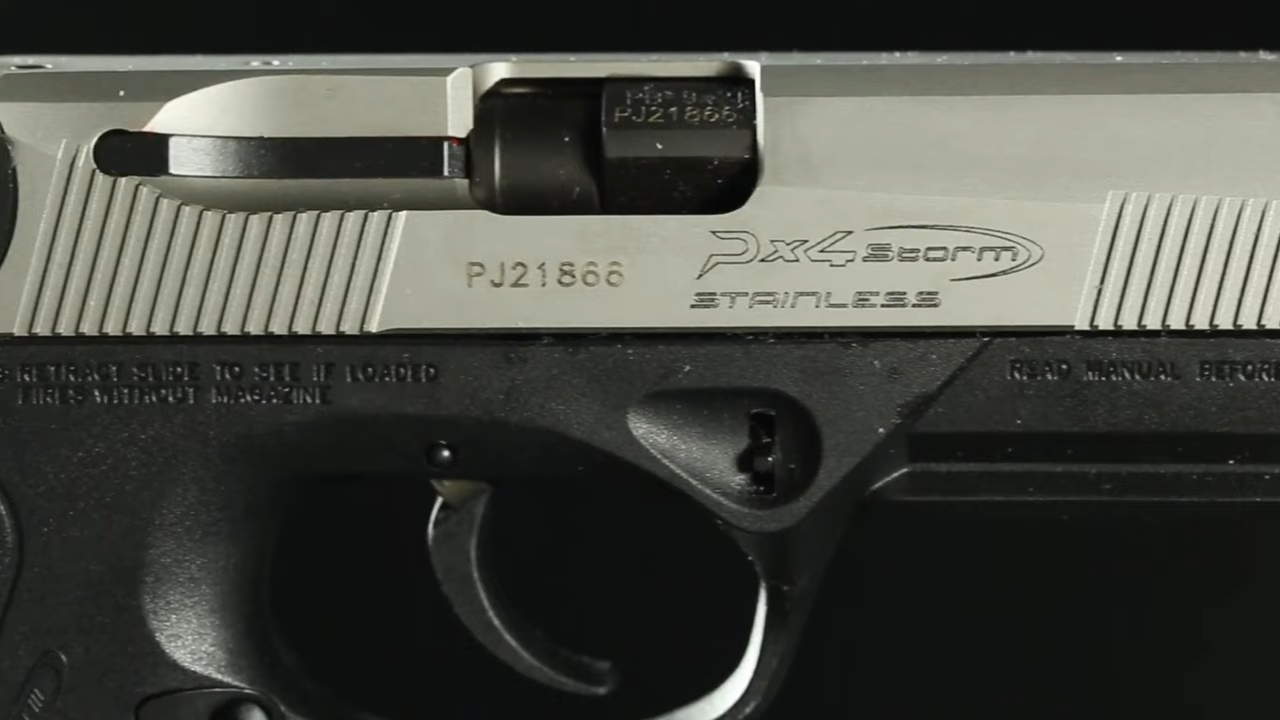 PJ21866
PJ21866
Px4 Storm
STAINLESS
RETRACT SLIDE TO SEE IF LOADED
FIRES WITHOUT MAGAZINE
READ MANUAL BEFORE